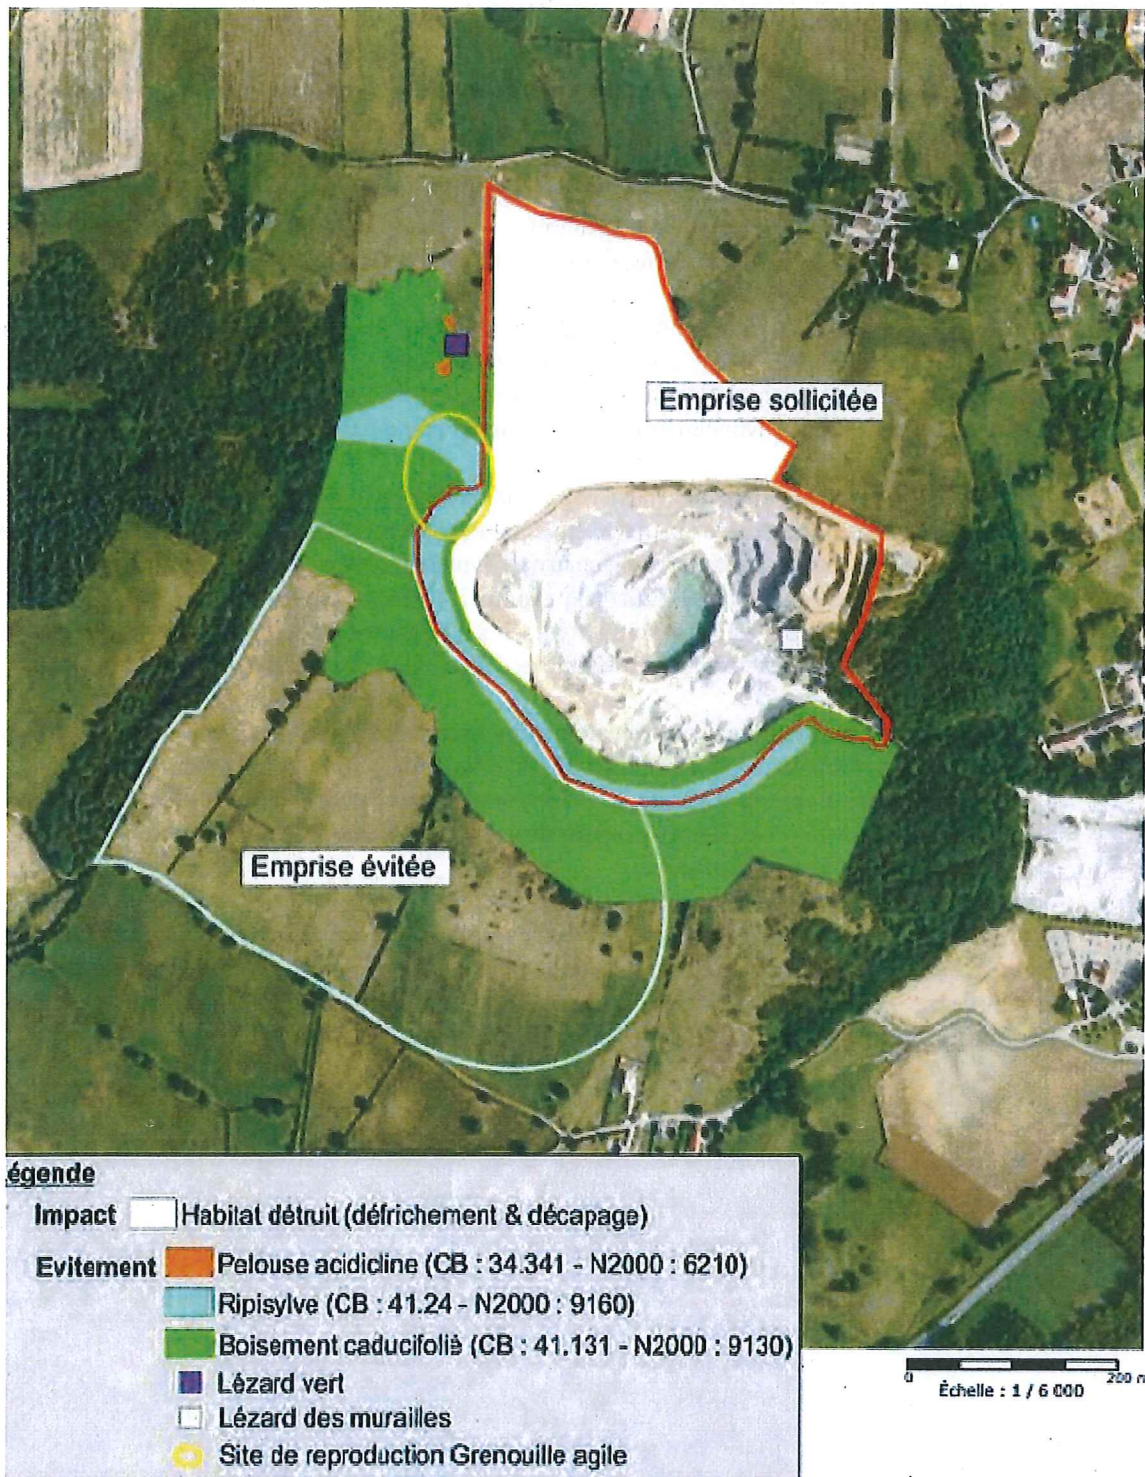 Emprise sollicitée
Emprise évitée
égende
Impact Habitat détruit (défrichement & décapage)
Evitement Pelouse acidicline (CB : 34.341 - N2000 : 6210)
Ripisylve (CB : 41.24 - N2000 : 9160)
Boisement caducifolié (CB : 41.131 - N2000 : 9130)
Lézard vert
Lézard des murailles
Site de reproduction Grenouille agile
0 200 m
Échelle : 1 / 6 000